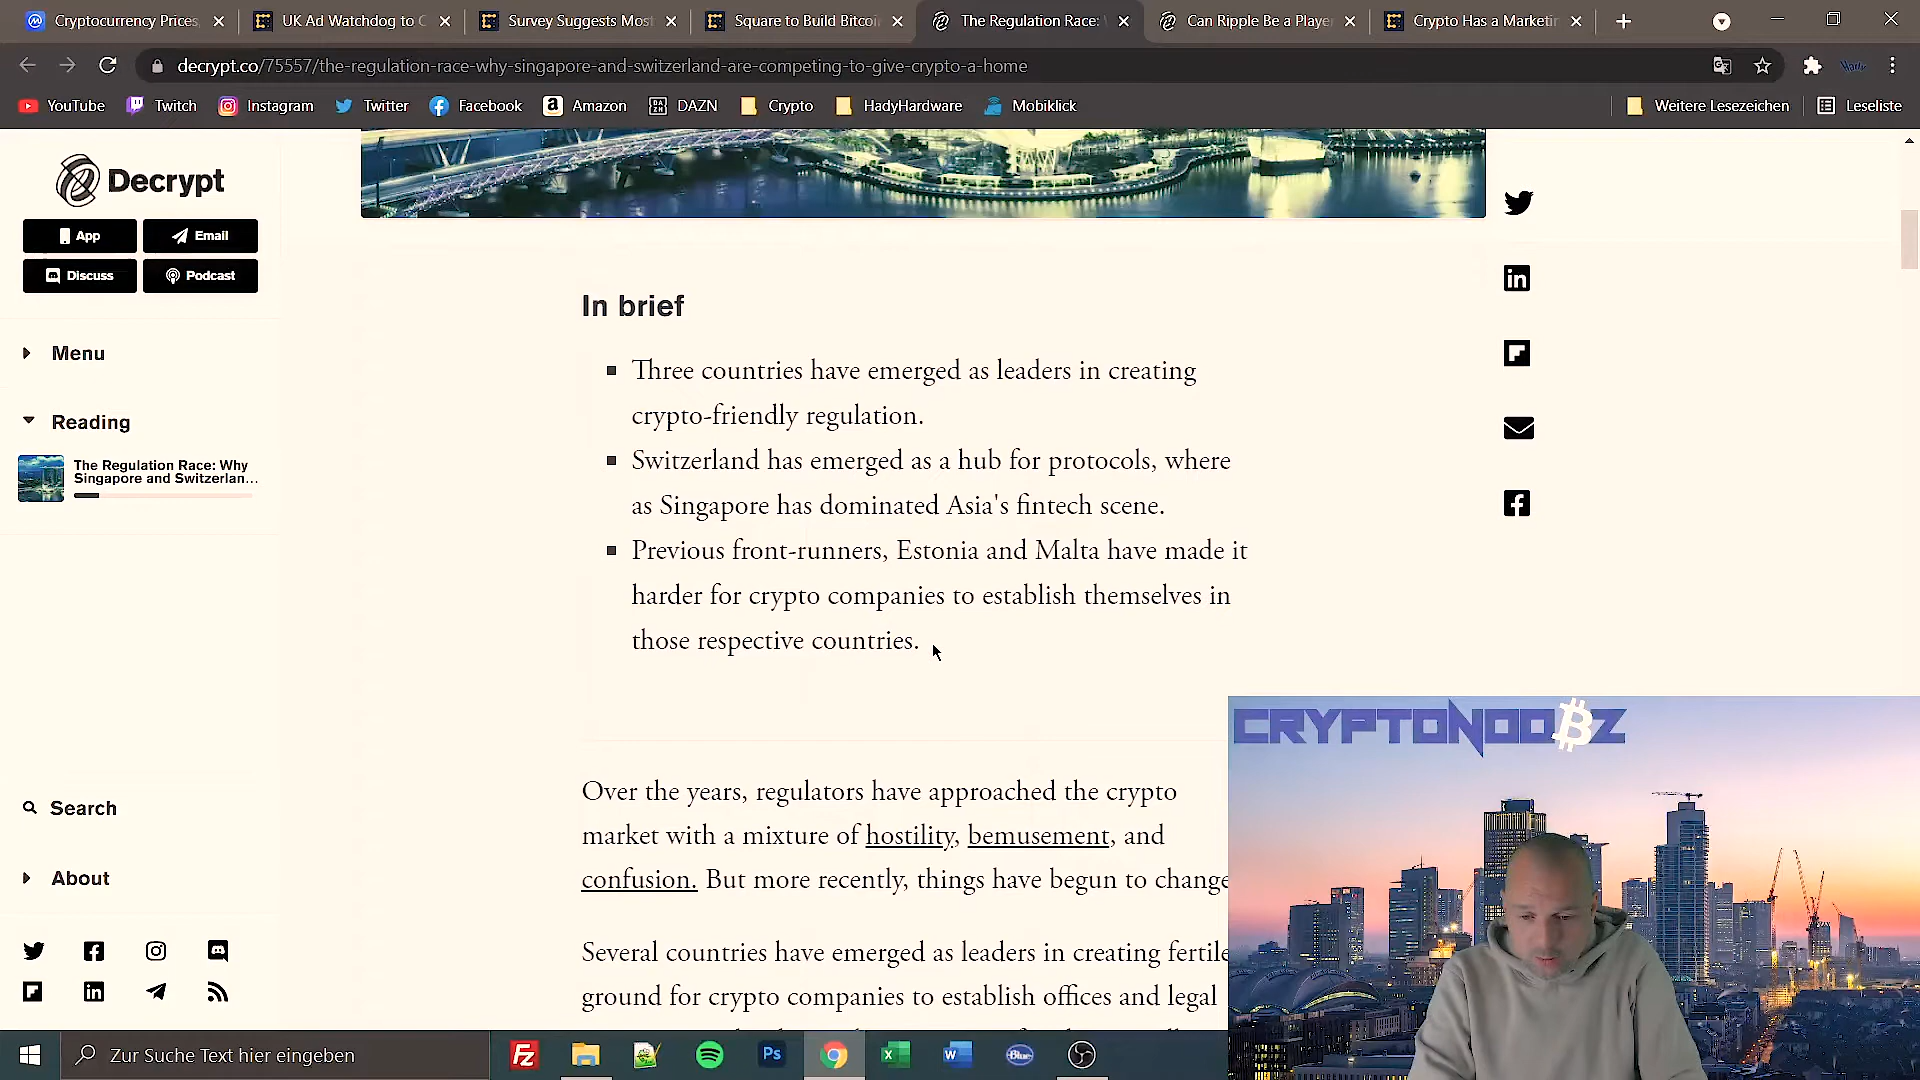 Cryptocurrency Prices,
UK Ad Watchdog to C
Survey Suggests Most
Square to Build Bitcoi
The Regulation Race:
Can Ripple Be a Playe
Crypto Has a Marketin
decrypt.co/75557/the-regulation-race-why-singapore-and-switzerland-are-competing-to-give-crypto-a-home
YouTube
Twitch
Instagram
Twitter
Facebook
Amazon
DAZN
Crypto
HadyHardware
Mobiklick
Weitere Lesezeichen
Leseliste
Decrypt
App
Email
Discuss
Podcast
Menu
Reading
The Regulation Race: Why
Singapore and Switzerlan...
Search
About
In brief
Three countries have emerged as leaders in creating
crypto-friendly regulation.
Switzerland has emerged as a hub for protocols, where
as Singapore has dominated Asia's fintech scene.
Previous front-runners, Estonia and Malta have made it
harder for crypto companies to establish themselves in
those respective countries.
Over the years, regulators have approached the crypto
market with a mixture of hostility, bemusement, and
confusion. But more recently, things have begun to change
Several countries have emerged as leaders in creating fertile
ground for crypto companies to establish offices and legal
CRYPTONOOBZ
Zur Suche Text hier eingeben